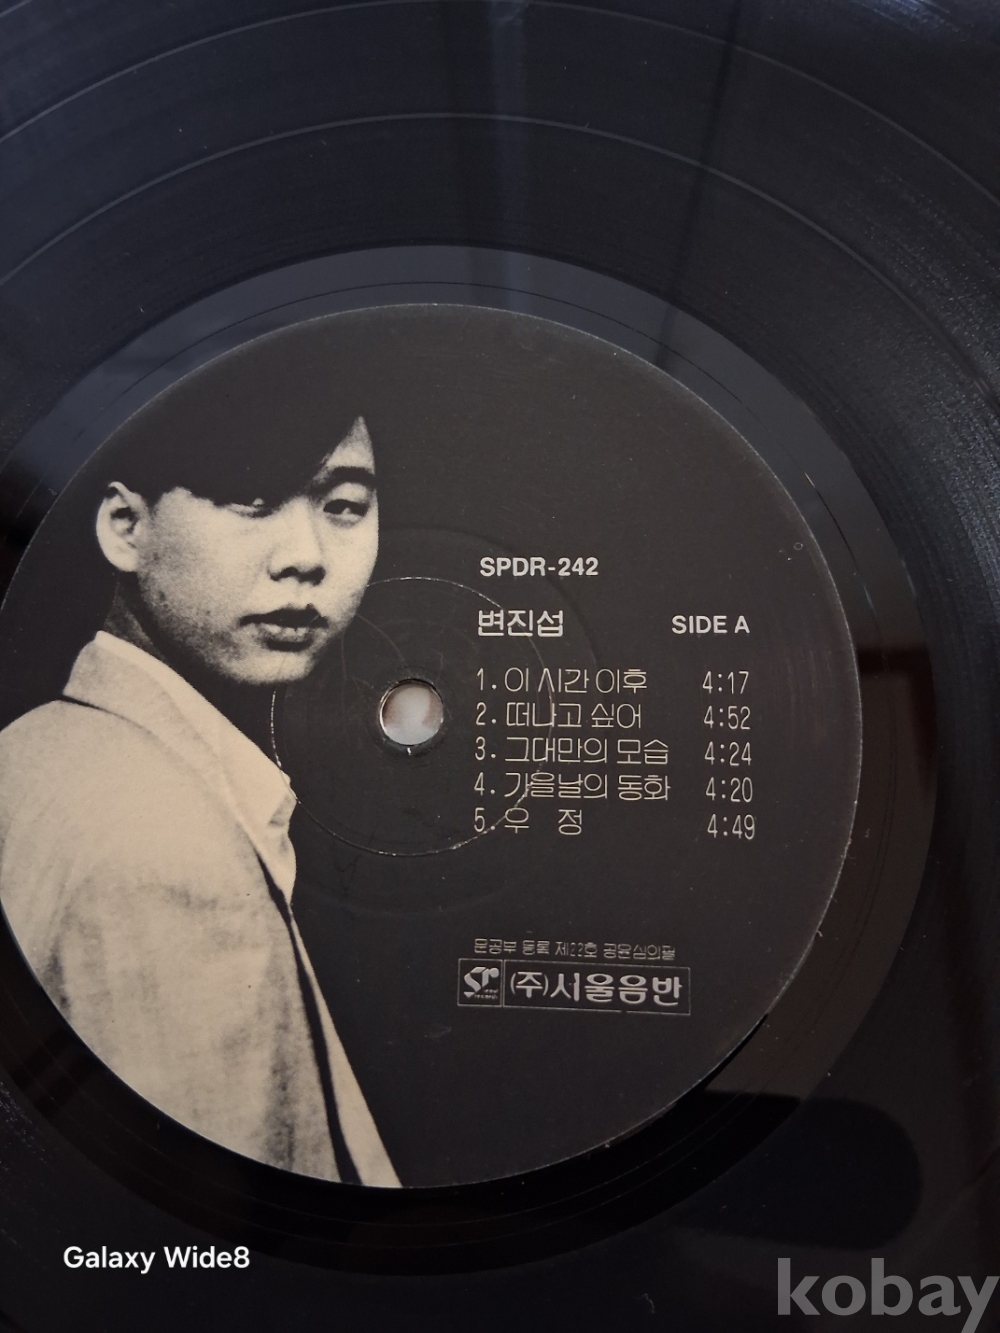 SPDR-242
변진섭 SIDE A
1. 이 시간 이후 4:17
2. 떠나고 싶어 4:52
3. 그대만의 모습 4:24
4. 가을날의 동화 4:20
5. 우 정 4:49
문공부 등록 제22호 공윤심의필
(주)서울음반
Galaxy Wide8
kobay